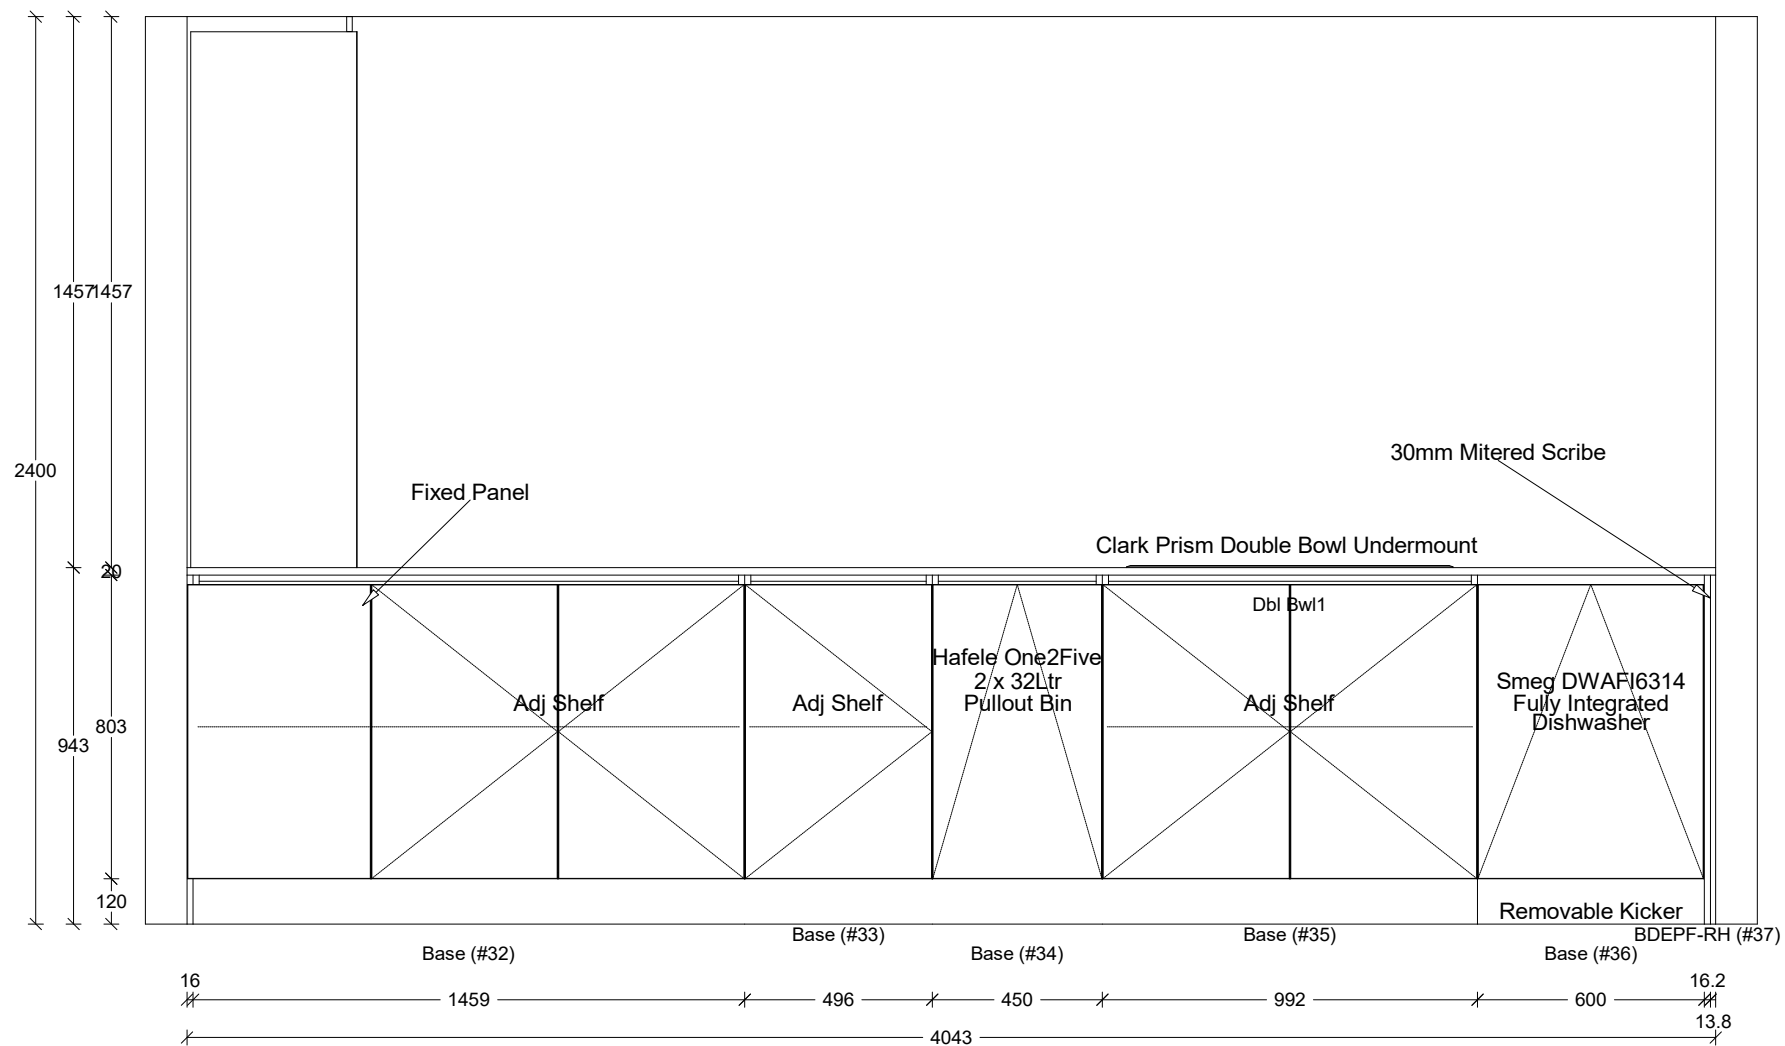 1457
1457
2400
30mm Mitered Scribe
Fixed Panel
Clark Prism Double Bowl Undermount
20
Dbl Bwl1
Hafele One2Five
2 x 32Ltr
Pullout Bin
Smeg DWAFI6314
Fully Integrated
Dishwasher
Adj Shelf
Adj Shelf
Adj Shelf
803
943
120
Removable Kicker
Base (#32)
Base (#33)
Base (#34)
Base (#35)
Base (#36)
BDEPF-RH (#37)
16
1459
496
450
992
600
16.2
13.8
4043